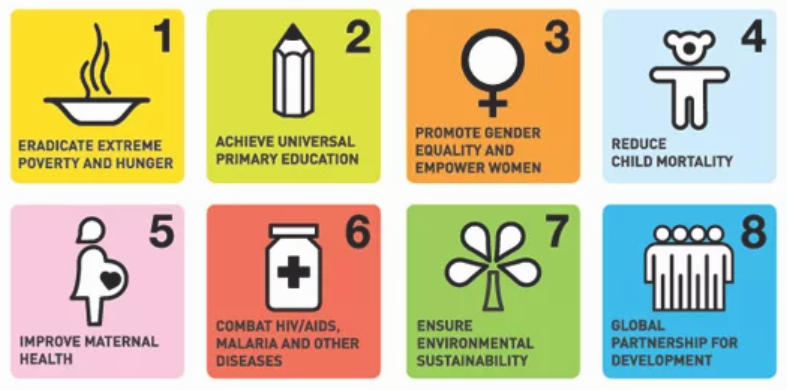 1
ERADICATE EXTREME
POVERTY AND HUNGER
2
ACHIEVE UNIVERSAL
PRIMARY EDUCATION
3
PROMOTE GENDER
EQUALITY AND
EMPOWER WOMEN
4
REDUCE
CHILD MORTALITY
5
IMPROVE MATERNAL
HEALTH
6
COMBAT HIV/AIDS,
MALARIA AND OTHER
DISEASES
7
ENSURE
ENVIRONMENTAL
SUSTAINABILITY
8
GLOBAL
PARTNERSHIP FOR
DEVELOPMENT